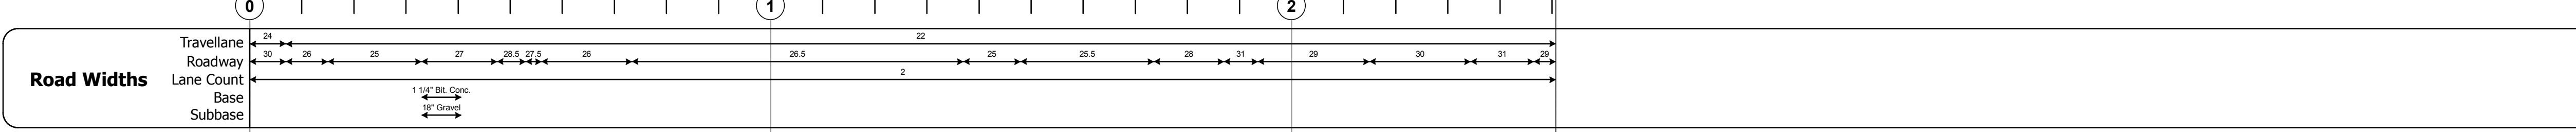 0 1 2
Road Widths
Travellane 24 22
Roadway 30 26 25 27 28.5 27.5 26 26.5 25 25.5 28 31 29 30 31 29
Lane Count 2
Base 1 1/4" Bit. Conc.
Subbase 18" Gravel